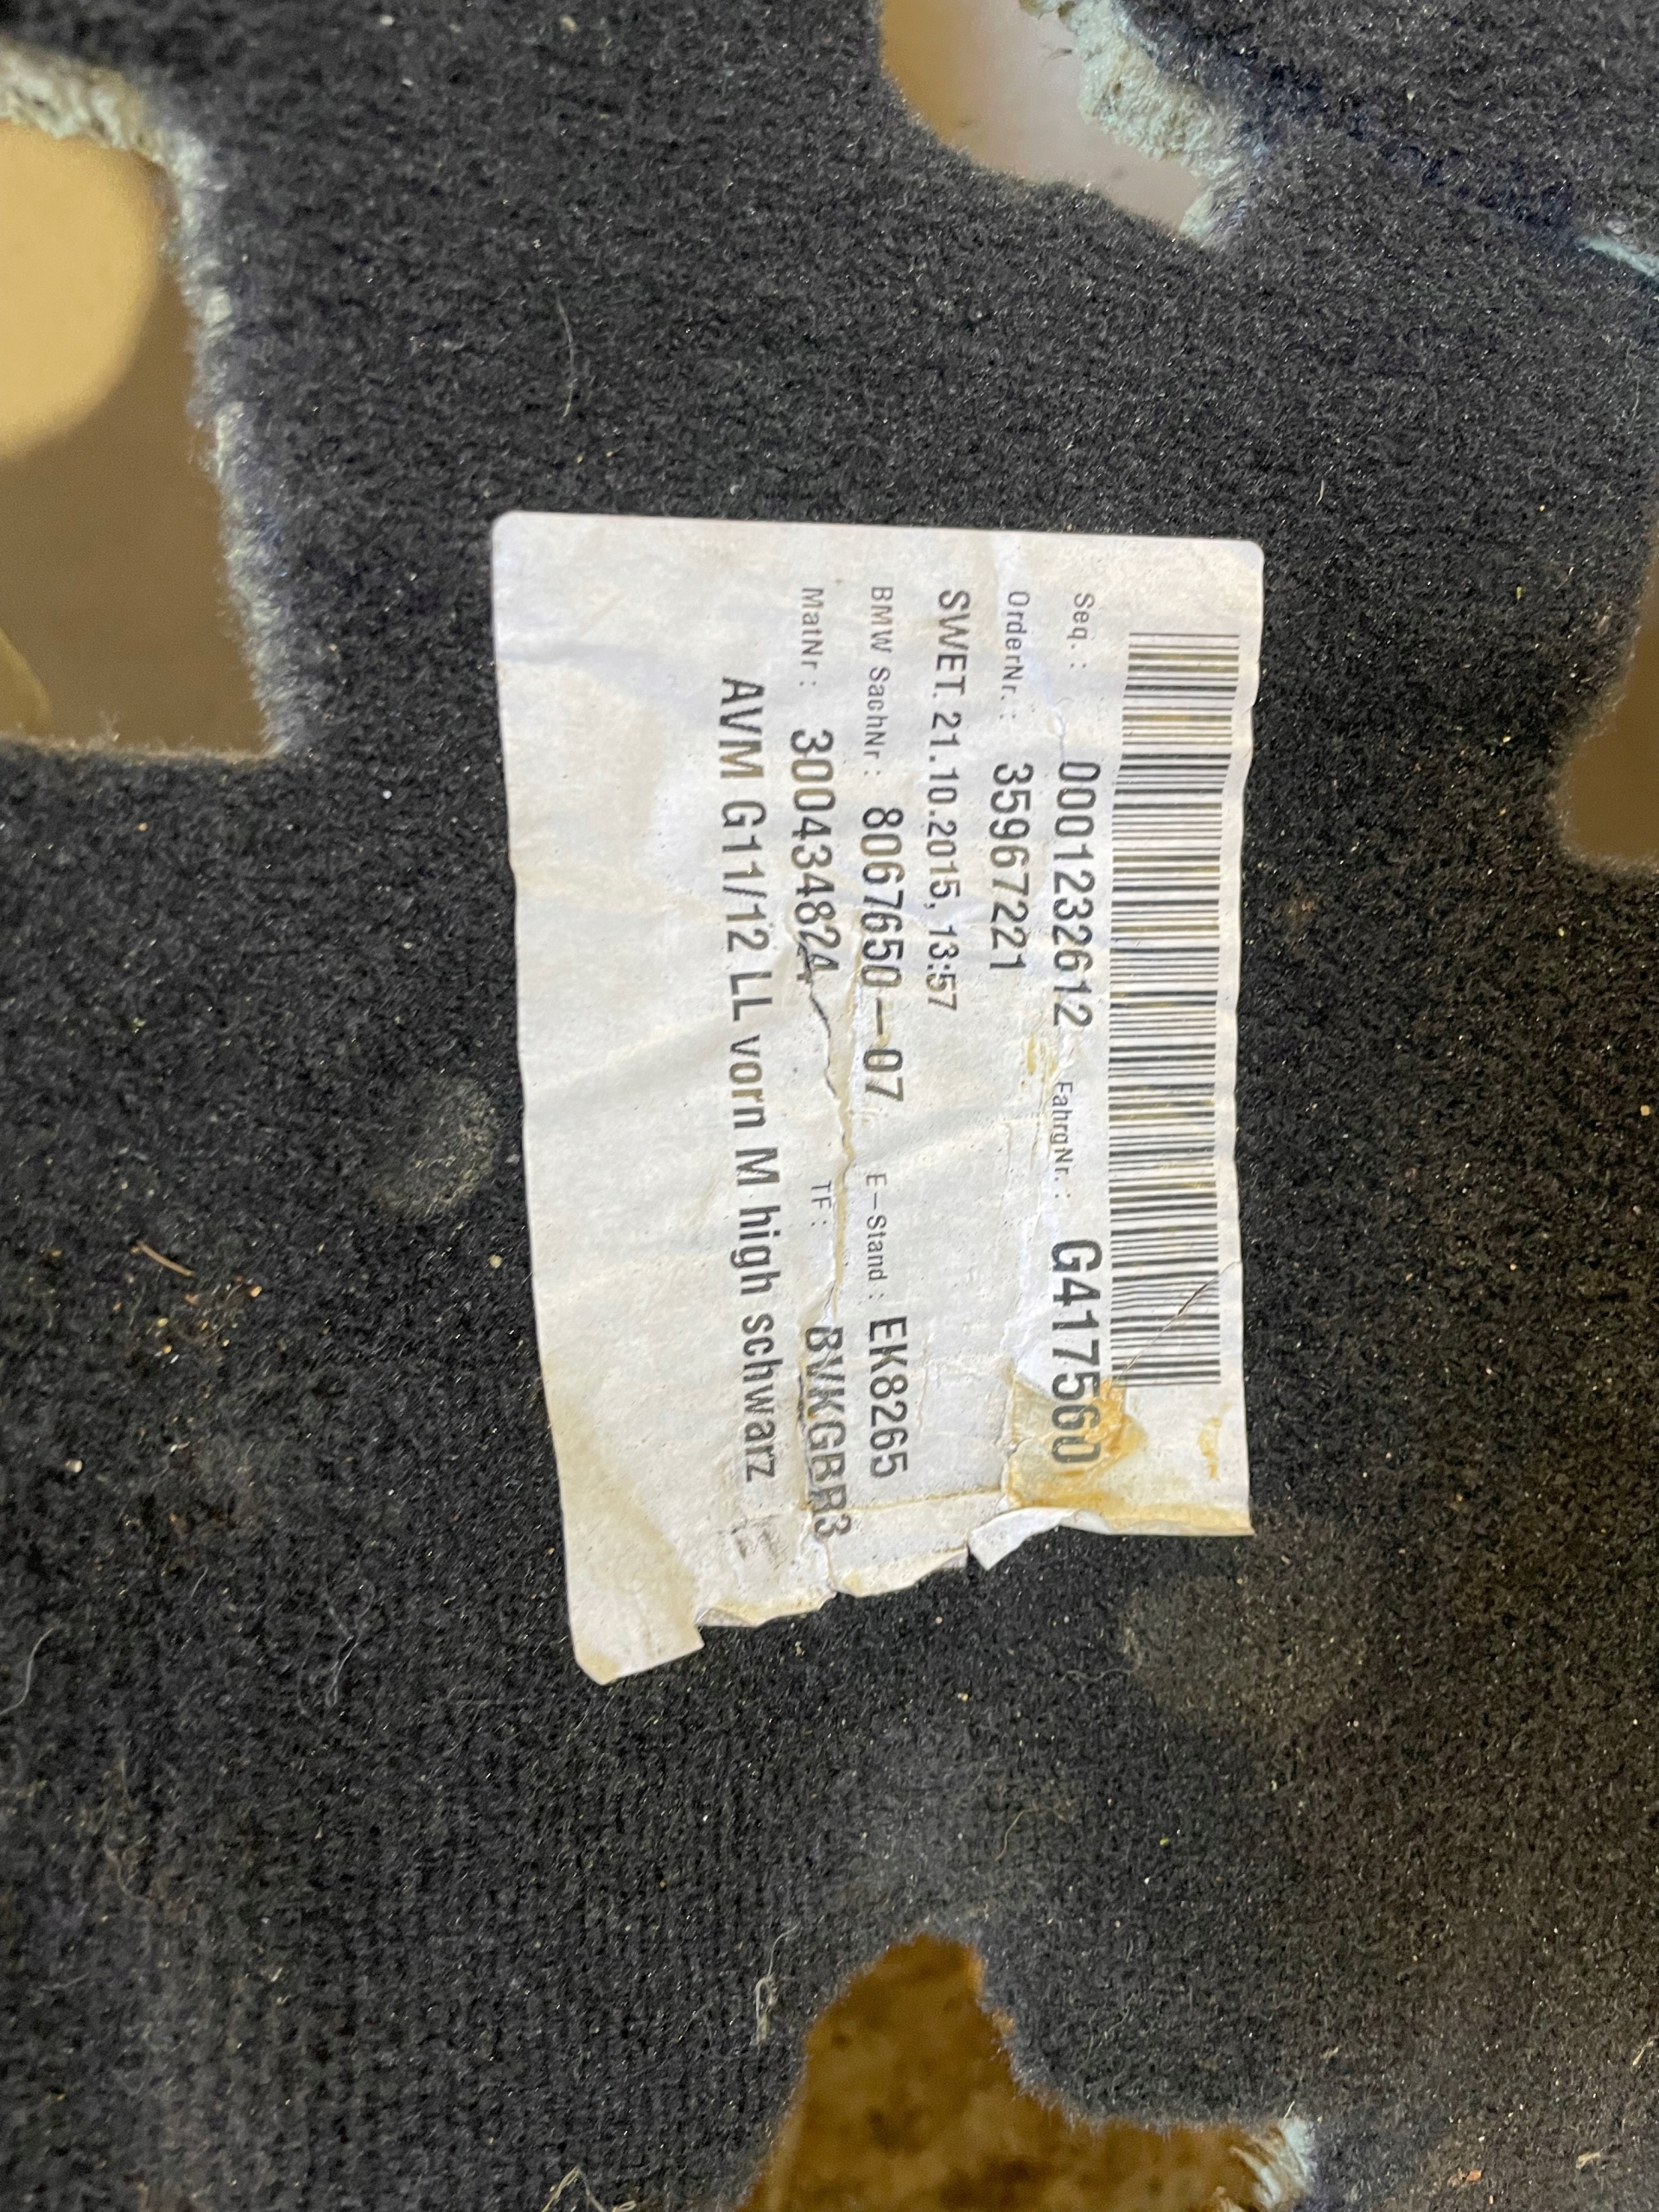 Seq.: 0001232612 FahrgNr.: G417560
OrderNr.: 35967221
SWET. 21.10.2015, 13:57
BMW SachNr: 8067650-07 E-Stand: EK8265
MatNr: 300434824 TF: BVKGBR3
AVM G11/12 LL vorn M high schwarz